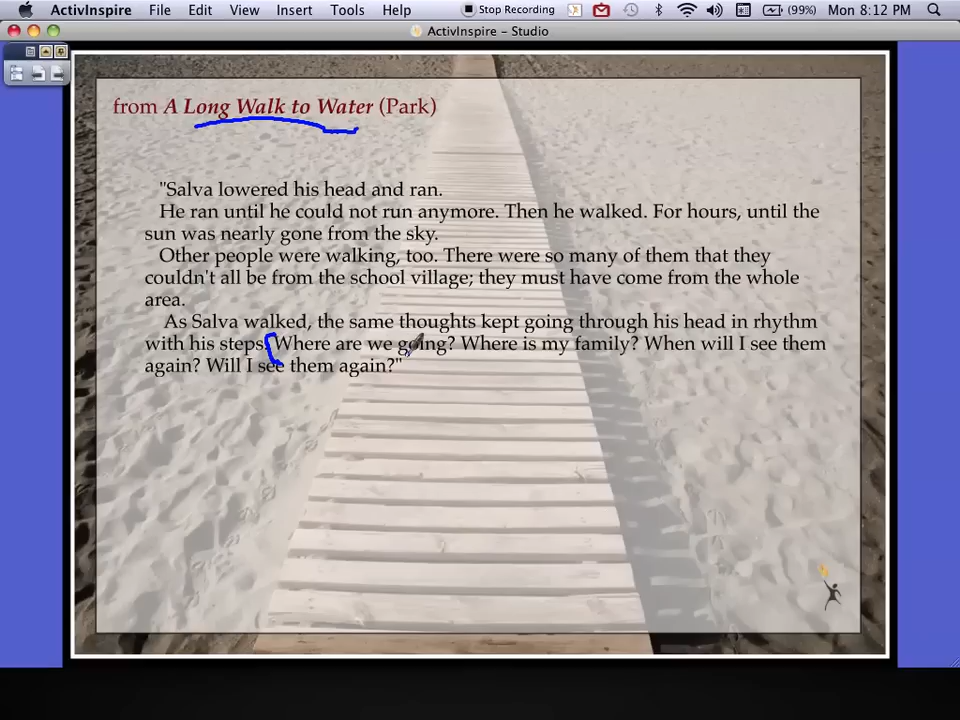 ActivInspire File Edit View Insert Tools Help Stop Recording (99%) Mon 8:12 PM
ActivInspire – Studio
from A Long Walk to Water (Park)
"Salva lowered his head and ran.
He ran until he could not run anymore. Then he walked. For hours, until the
sun was nearly gone from the sky.
Other people were walking, too. There were so many of them that they
couldn't all be from the school village; they must have come from the whole
area.
As Salva walked, the same thoughts kept going through his head in rhythm
with his steps. Where are we going? Where is my family? When will I see them
again? Will I see them again?"